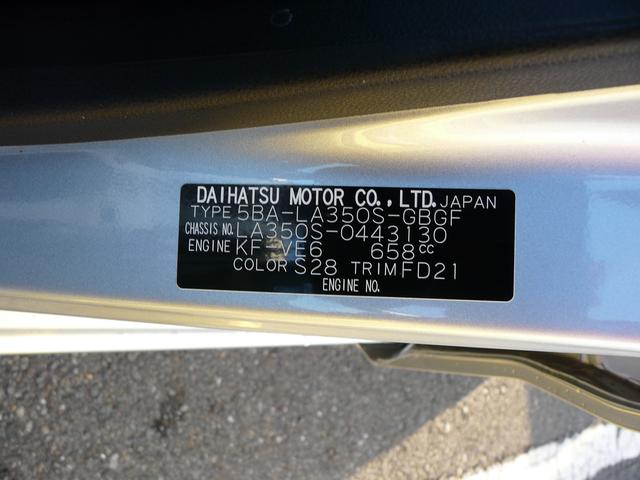 DAIHATSU MOTOR CO., LTD. JAPAN
TYPE 5BA-LA350S-GBGF
CHASSIS NO. LA350S-0443130
ENGINE KF-VE6 658cc
COLOR S28 TRIM FD21
ENGINE NO.